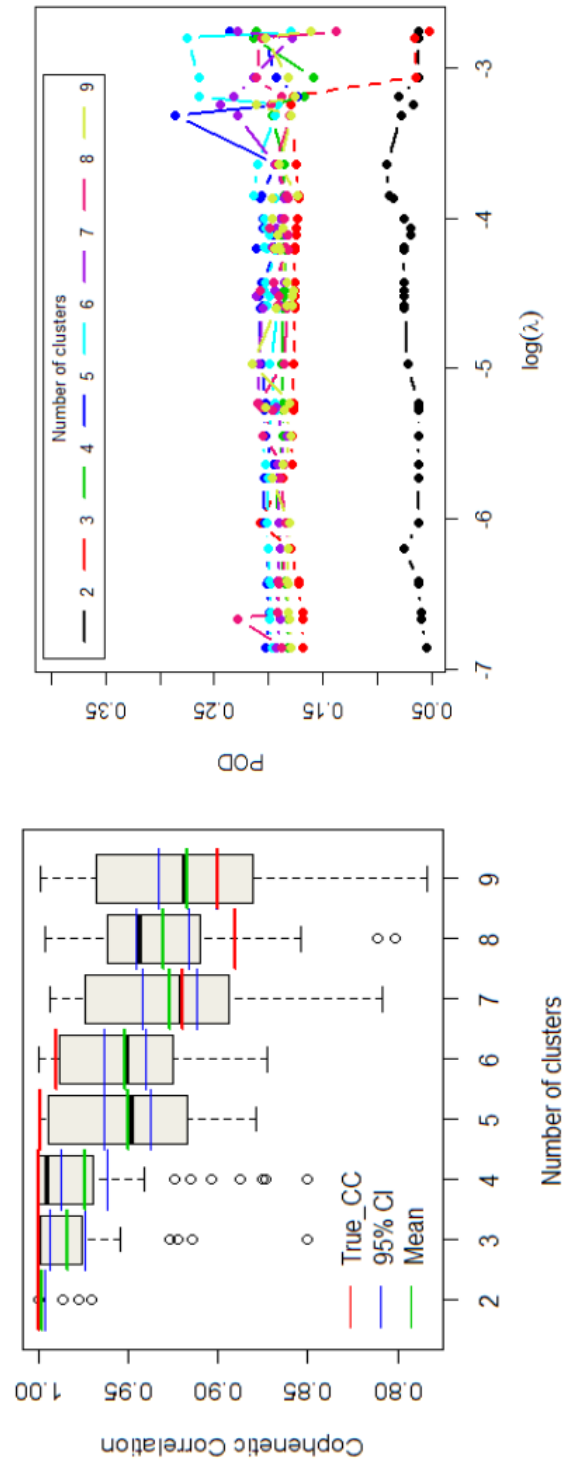 Cophenetic Correlation
1.00
0.95
0.90
0.85
0.80
True_CC
95% CI
Mean
2 3 4 5 6 7 8 9
Number of clusters
POD
0.35
0.25
0.15
0.05
Number of clusters
2 3 4 5 6 7 8 9
-7 -6 -5 -4 -3
log(λ)